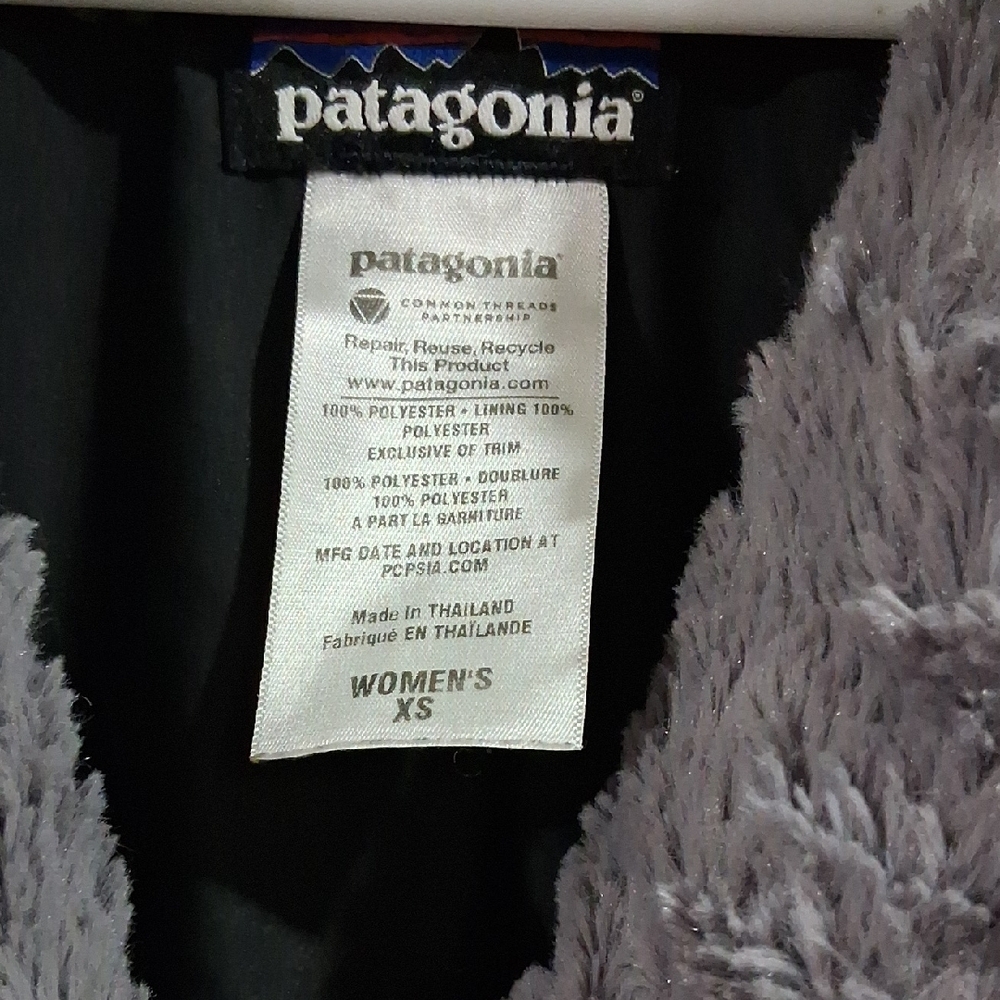 patagonia®
patagonia®
COMMON THREADS
PARTNERSHIP
Repair, Reuse, Recycle
This Product
www.patagonia.com
100% POLYESTER • LINING 100%
POLYESTER
EXCLUSIVE OF TRIM
100% POLYESTER • DOUBLURE
100% POLYESTER
A PART LA GARNITURE
MFG DATE AND LOCATION AT
PCPSIA.COM
Made In THAILAND
Fabriqué EN THAÏLANDE
WOMEN'S
XS